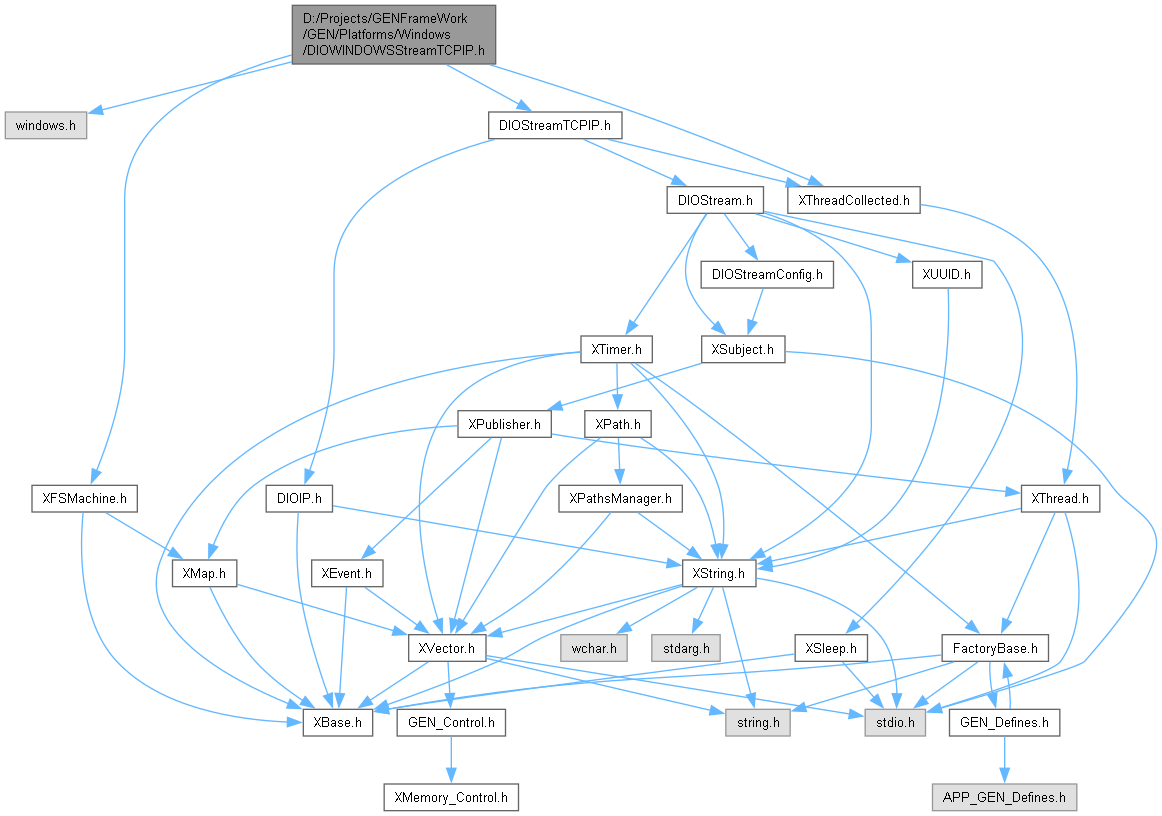 D:/Projects/GENFrameWork
/GEN/Platforms/Windows
/DIOWINDOWSStreamTCPIP.h
windows.h
DIOStreamTCPIP.h
DIOStream.h
XThreadCollected.h
DIOStreamConfig.h
XUUID.h
XTimer.h
XSubject.h
XPublisher.h
XPath.h
XFSMachine.h
DIOIP.h
XPathsManager.h
XThread.h
XMap.h
XEvent.h
XString.h
XVector.h
wchar.h
stdarg.h
XSleep.h
FactoryBase.h
XBase.h
GEN_Control.h
string.h
stdio.h
GEN_Defines.h
XMemory_Control.h
APP_GEN_Defines.h